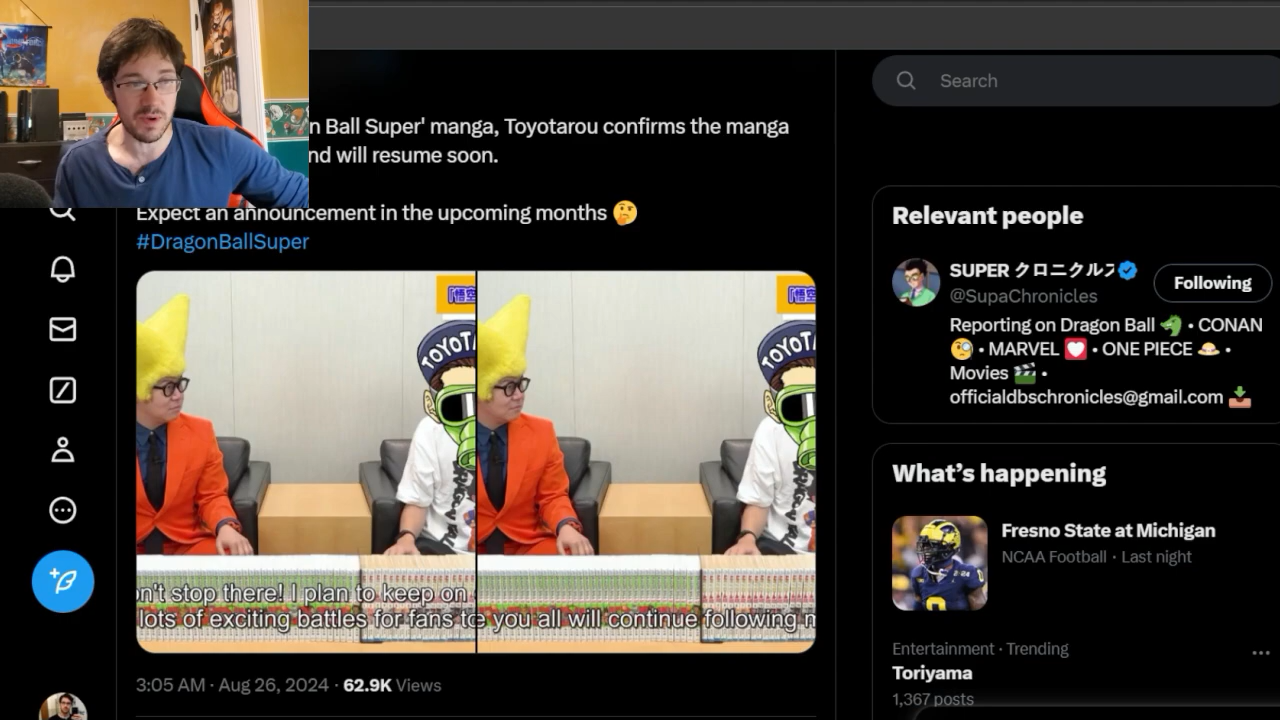 Search
n Ball Super' manga, Toyotarou confirms the manga
nd will resume soon.
Expect an announcement in the upcoming months
#DragonBallSuper
Relevant people
SUPER クロニクルス
Following
@SupaChronicles
Reporting on Dragon Ball • CONAN
• MARVEL • ONE PIECE •
Movies •
officialdbschronicles@gmail.com
TOYOT
TOYOTA
on't stop there! I plan to keep on
lots of exciting battles for fans to
e you all will continue following m
What's happening
Fresno State at Michigan
NCAA Football · Last night
Entertainment · Trending
Toriyama
1,367 posts
3:05 AM · Aug 26, 2024 · 62.9K Views